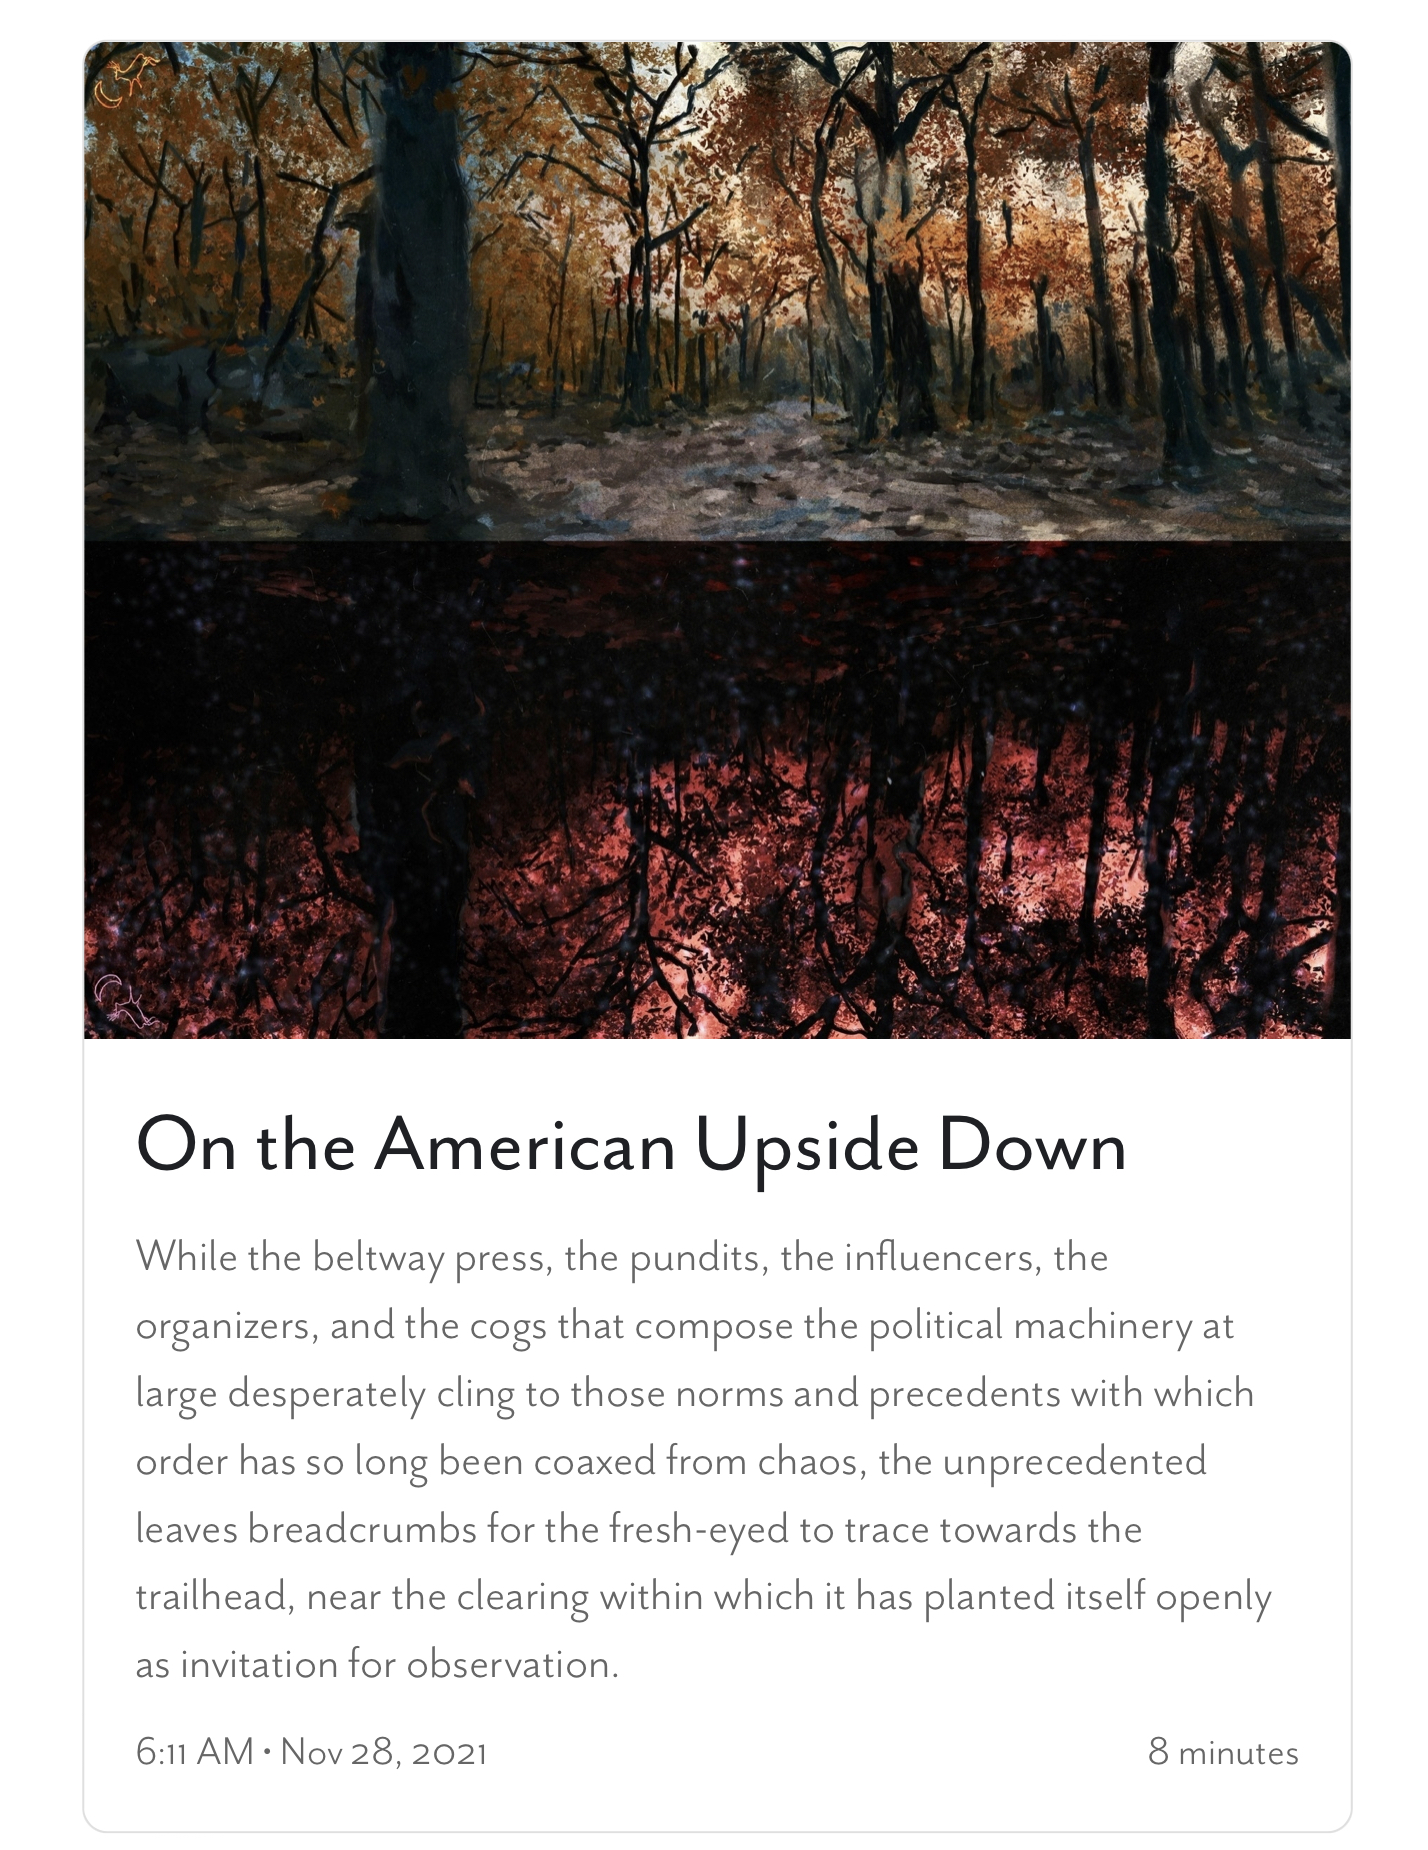 On the American Upside Down
While the beltway press, the pundits, the influencers, the
organizers, and the cogs that compose the political machinery at
large desperately cling to those norms and precedents with which
order has so long been coaxed from chaos, the unprecedented
leaves breadcrumbs for the fresh-eyed to trace towards the
trailhead, near the clearing within which it has planted itself openly
as invitation for observation.
6:11 AM • Nov 28, 2021
8 minutes